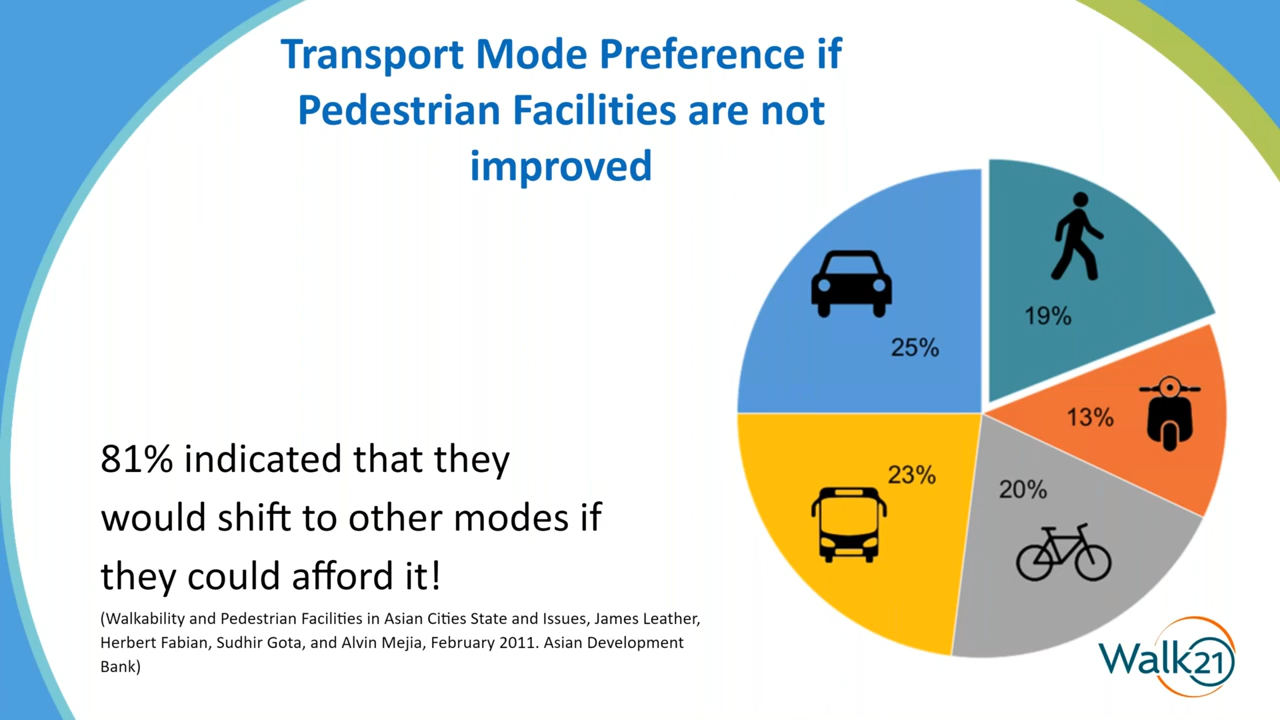 Transport Mode Preference if
Pedestrian Facilities are not
improved
19%
25%
13%
23%
20%
81% indicated that they
would shift to other modes if
they could afford it!
(Walkability and Pedestrian Facilities in Asian Cities State and Issues, James Leather,
Herbert Fabian, Sudhir Gota, and Alvin Mejia, February 2011. Asian Development
Bank)
Walk21